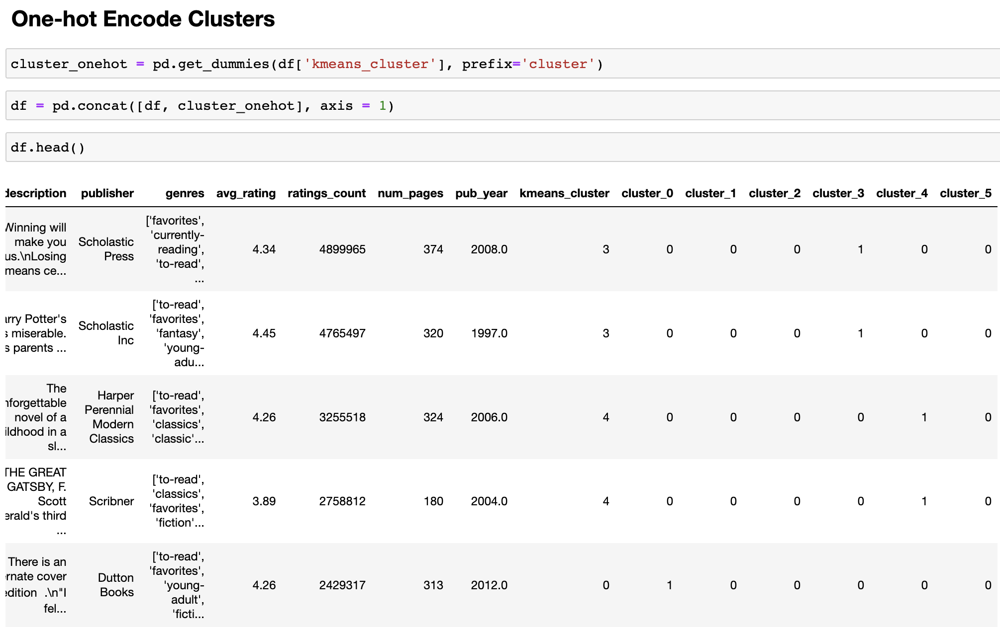 One-hot Encode Clusters
cluster_onehot = pd.get_dummies(df['kmeans_cluster'], prefix='cluster')
df = pd.concat([df, cluster_onehot], axis = 1)
df.head()
description publisher genres avg_rating ratings_count num_pages pub_year kmeans_cluster cluster_0 cluster_1 cluster_2 cluster_3 cluster_4 cluster_5
Winning will
make you
us.\nLosing
means ce...
Scholastic
Press
['favorites',
'currently-
reading',
'to-read',
...
4.34 4899965 374 2008.0 3 0 0 0 1 0 0
arry Potter's
s miserable.
s parents ...
Scholastic
Inc
['to-read',
'favorites',
'fantasy',
'young-
adu...
4.45 4765497 320 1997.0 3 0 0 0 1 0 0
The
nforgettable
novel of a
ildhood in a
sl...
Harper
Perennial
Modern
Classics
['to-read',
'favorites',
'classics',
'classic'...
4.26 3255518 324 2006.0 4 0 0 0 0 1 0
THE GREAT
GATSBY, F.
Scott
erald's third
...
Scribner
['to-read',
'classics',
'favorites',
'fiction'...
3.89 2758812 180 2004.0 4 0 0 0 0 1 0
There is an
ernate cover
edition .\n"I
fel...
Dutton
Books
['to-read',
'favorites',
'young-
adult',
'ficti...
4.26 2429317 313 2012.0 0 1 0 0 0 0 0